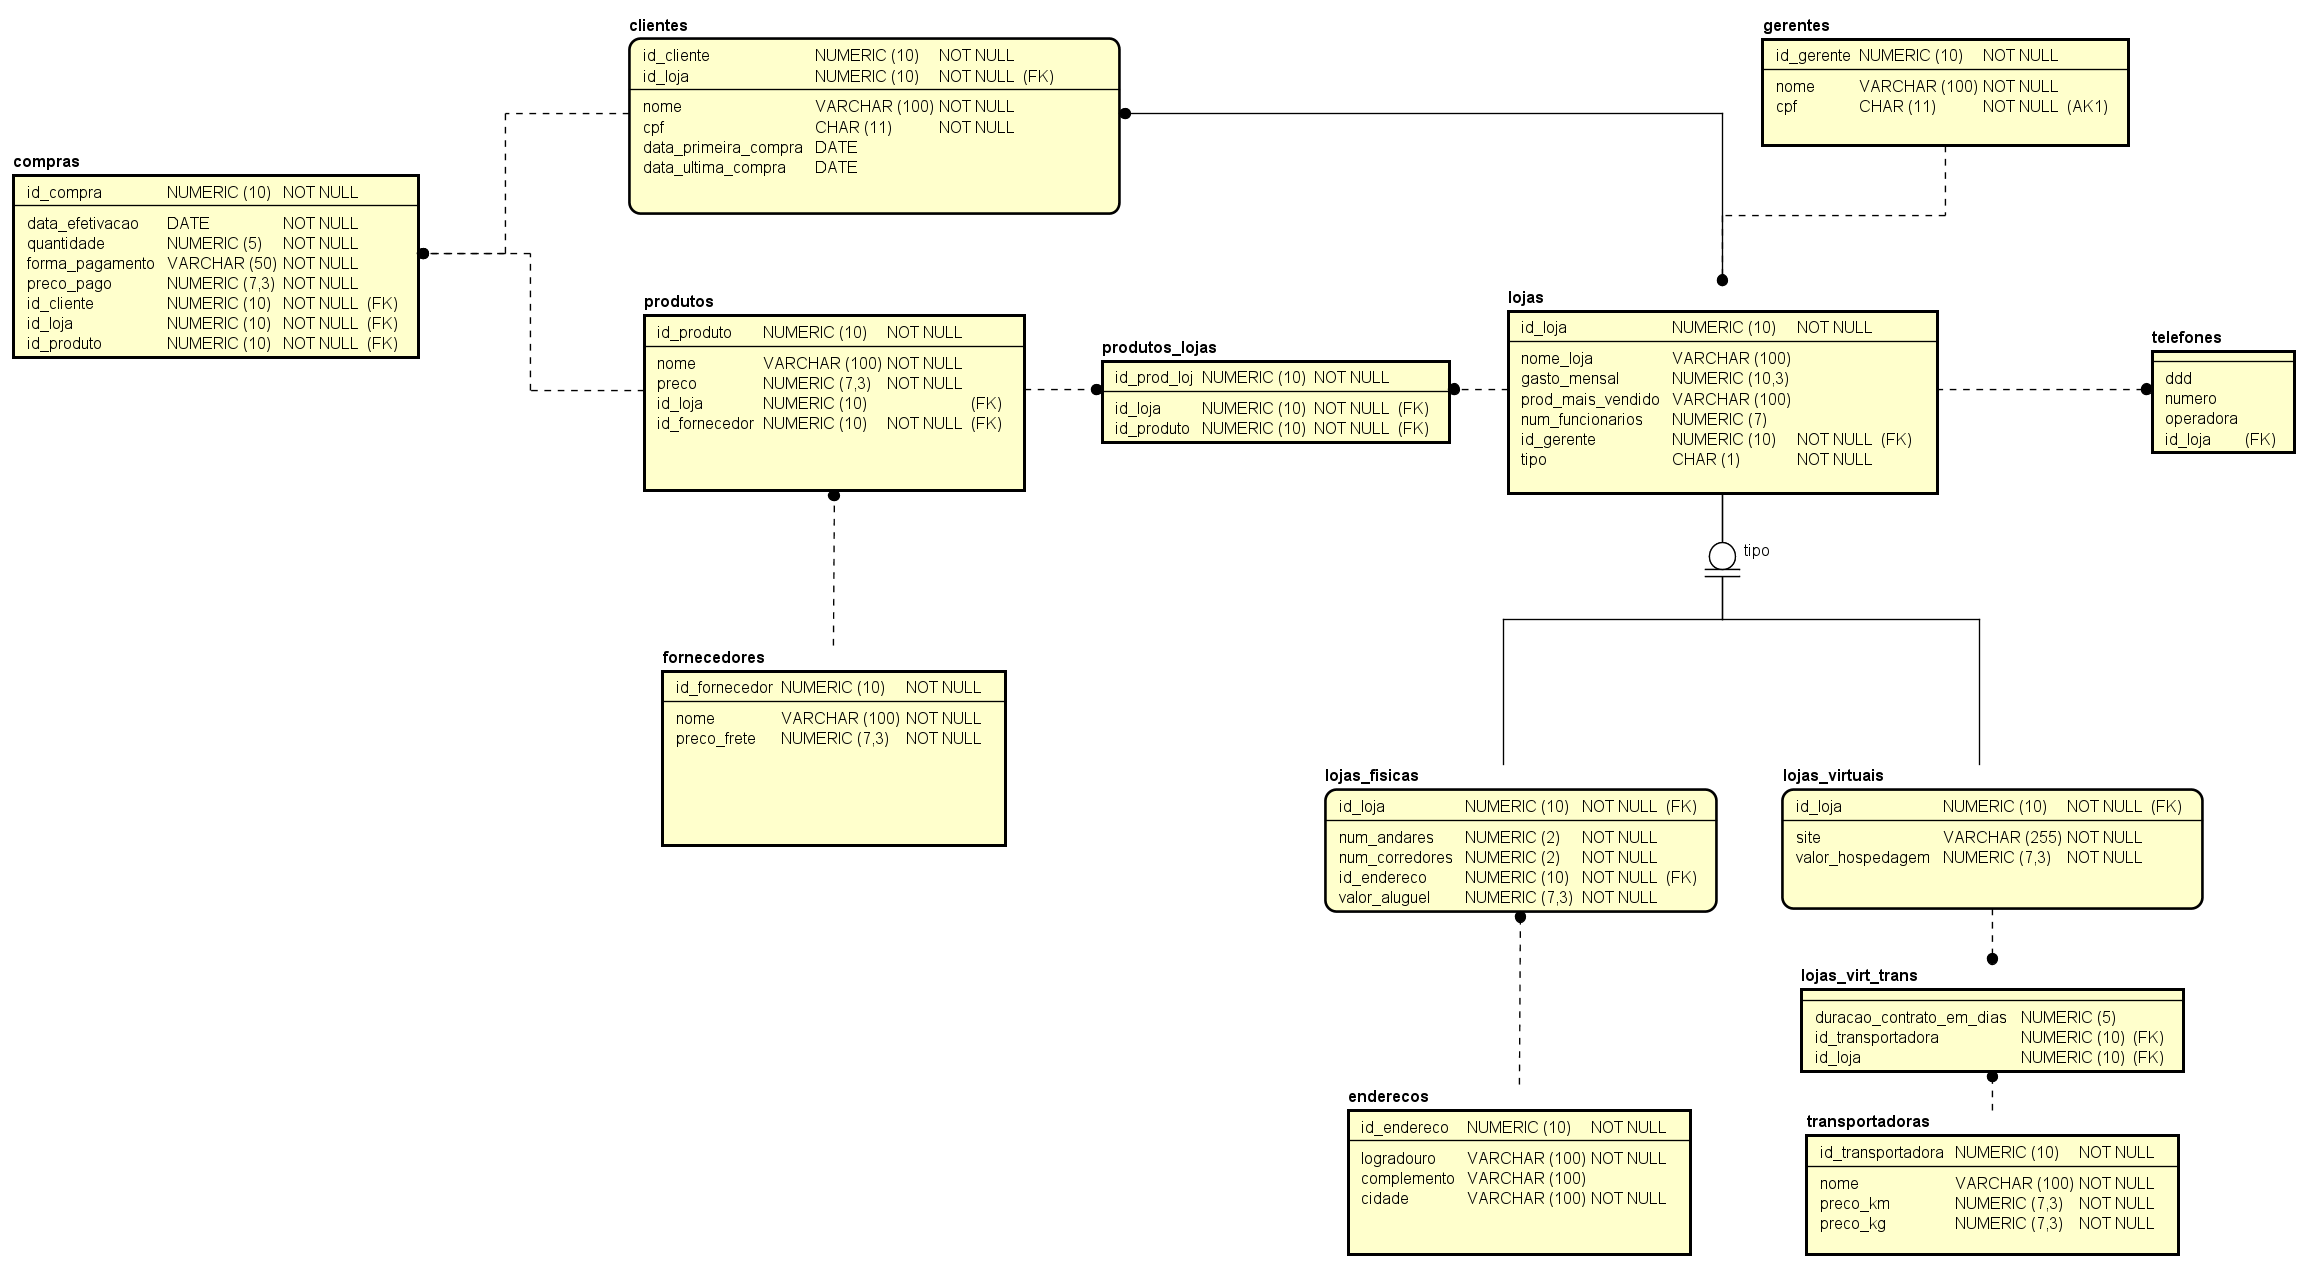 clientes
id_cliente NUMERIC (10) NOT NULL
id_loja NUMERIC (10) NOT NULL (FK)
nome VARCHAR (100) NOT NULL
cpf CHAR (11) NOT NULL
data_primeira_compra DATE
data_ultima_compra DATE
gerentes
id_gerente NUMERIC (10) NOT NULL
nome VARCHAR (100) NOT NULL
cpf CHAR (11) NOT NULL (AK1)
compras
id_compra NUMERIC (10) NOT NULL
data_efetivacao DATE NOT NULL
quantidade NUMERIC (5) NOT NULL
forma_pagamento VARCHAR (50) NOT NULL
preco_pago NUMERIC (7,3) NOT NULL
id_cliente NUMERIC (10) NOT NULL (FK)
id_loja NUMERIC (10) NOT NULL (FK)
id_produto NUMERIC (10) NOT NULL (FK)
produtos
id_produto NUMERIC (10) NOT NULL
nome VARCHAR (100) NOT NULL
preco NUMERIC (7,3) NOT NULL
id_loja NUMERIC (10) (FK)
id_fornecedor NUMERIC (10) NOT NULL (FK)
produtos_lojas
id_prod_loj NUMERIC (10) NOT NULL
id_loja NUMERIC (10) NOT NULL (FK)
id_produto NUMERIC (10) NOT NULL (FK)
lojas
id_loja NUMERIC (10) NOT NULL
nome_loja VARCHAR (100)
gasto_mensal NUMERIC (10,3)
prod_mais_vendido VARCHAR (100)
num_funcionarios NUMERIC (7)
id_gerente NUMERIC (10) NOT NULL (FK)
tipo CHAR (1) NOT NULL
telefones
ddd
numero
operadora
id_loja (FK)
tipo
fornecedores
id_fornecedor NUMERIC (10) NOT NULL
nome VARCHAR (100) NOT NULL
preco_frete NUMERIC (7,3) NOT NULL
lojas_fisicas
id_loja NUMERIC (10) NOT NULL (FK)
num_andares NUMERIC (2) NOT NULL
num_corredores NUMERIC (2) NOT NULL
id_endereco NUMERIC (10) NOT NULL (FK)
valor_aluguel NUMERIC (7,3) NOT NULL
lojas_virtuais
id_loja NUMERIC (10) NOT NULL (FK)
site VARCHAR (255) NOT NULL
valor_hospedagem NUMERIC (7,3) NOT NULL
lojas_virt_trans
duracao_contrato_em_dias NUMERIC (5)
id_transportadora NUMERIC (10) (FK)
id_loja NUMERIC (10) (FK)
enderecos
id_endereco NUMERIC (10) NOT NULL
logradouro VARCHAR (100) NOT NULL
complemento VARCHAR (100)
cidade VARCHAR (100) NOT NULL
transportadoras
id_transportadora NUMERIC (10) NOT NULL
nome VARCHAR (100) NOT NULL
preco_km NUMERIC (7,3) NOT NULL
preco_kg NUMERIC (7,3) NOT NULL